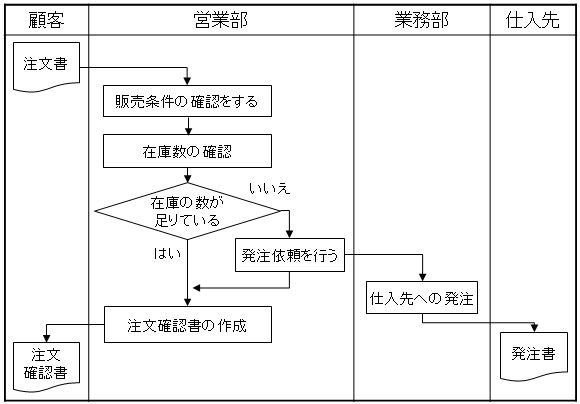 顧客
営業部
業務部
仕入先
注文書
販売条件の確認をする
在庫数の確認
在庫の数が
足りている
いいえ
はい
発注依頼を行う
仕入先への発注
注文確認書の作成
注文
確認書
発注書